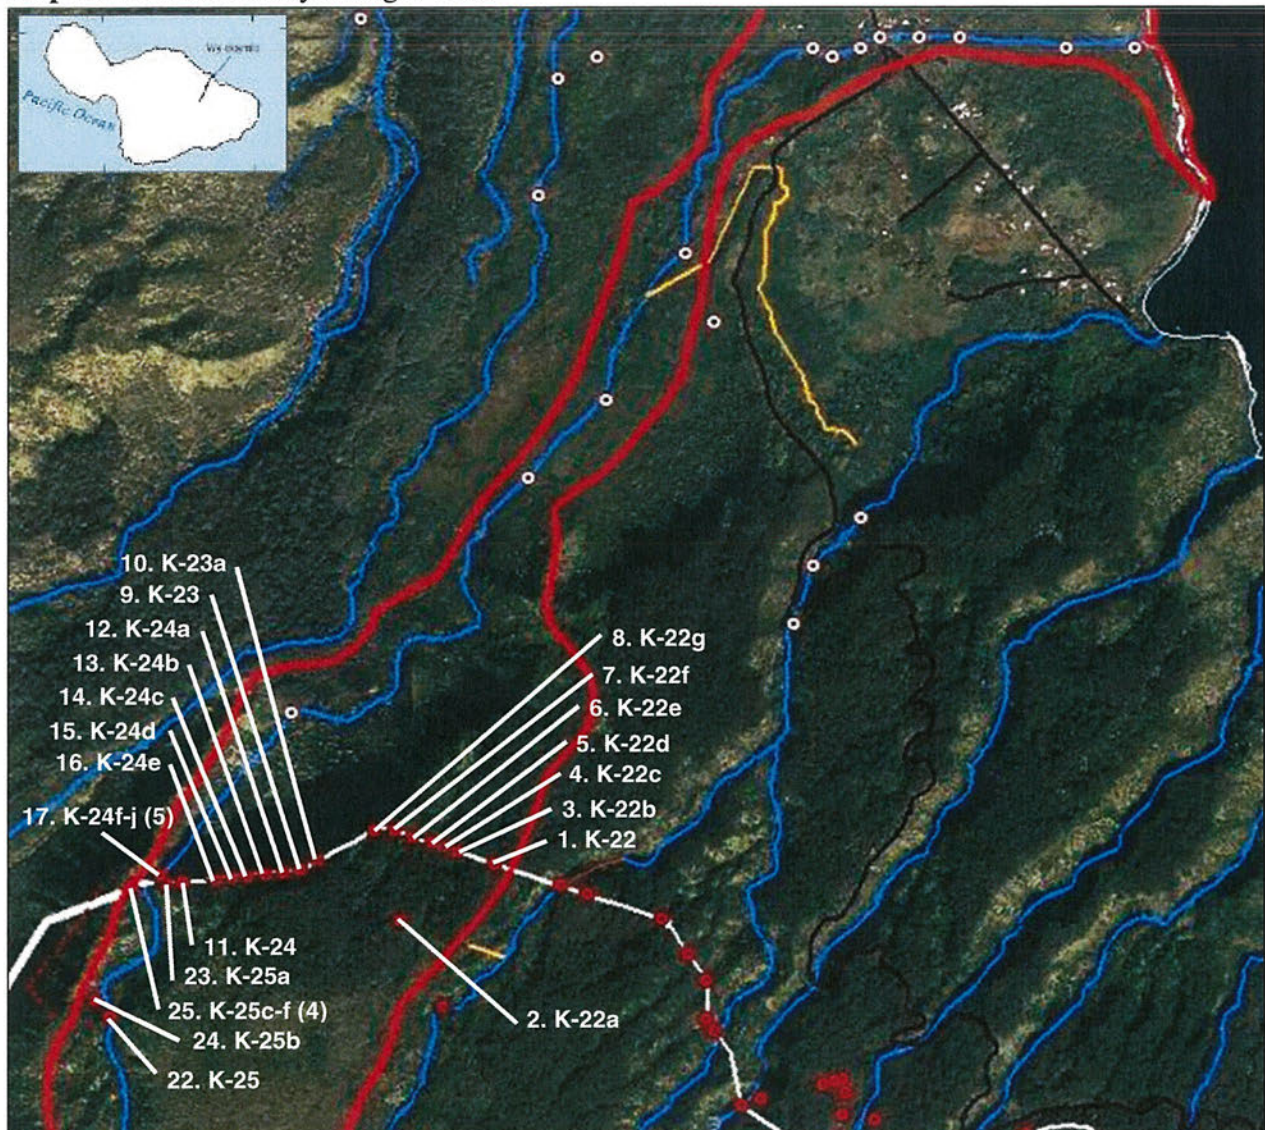 Pacific Ocean
10. K-23a
9. K-23
12. K-24a
13. K-24b
14. K-24c
15. K-24d
16. K-24e
17. K-24f-j (5)
8. K-22g
7. K-22f
6. K-22e
5. K-22d
4. K-22c
3. K-22b
1. K-22
11. K-24
23. K-25a
25. K-25c-f (4)
24. K-25b
22. K-25
2. K-22a